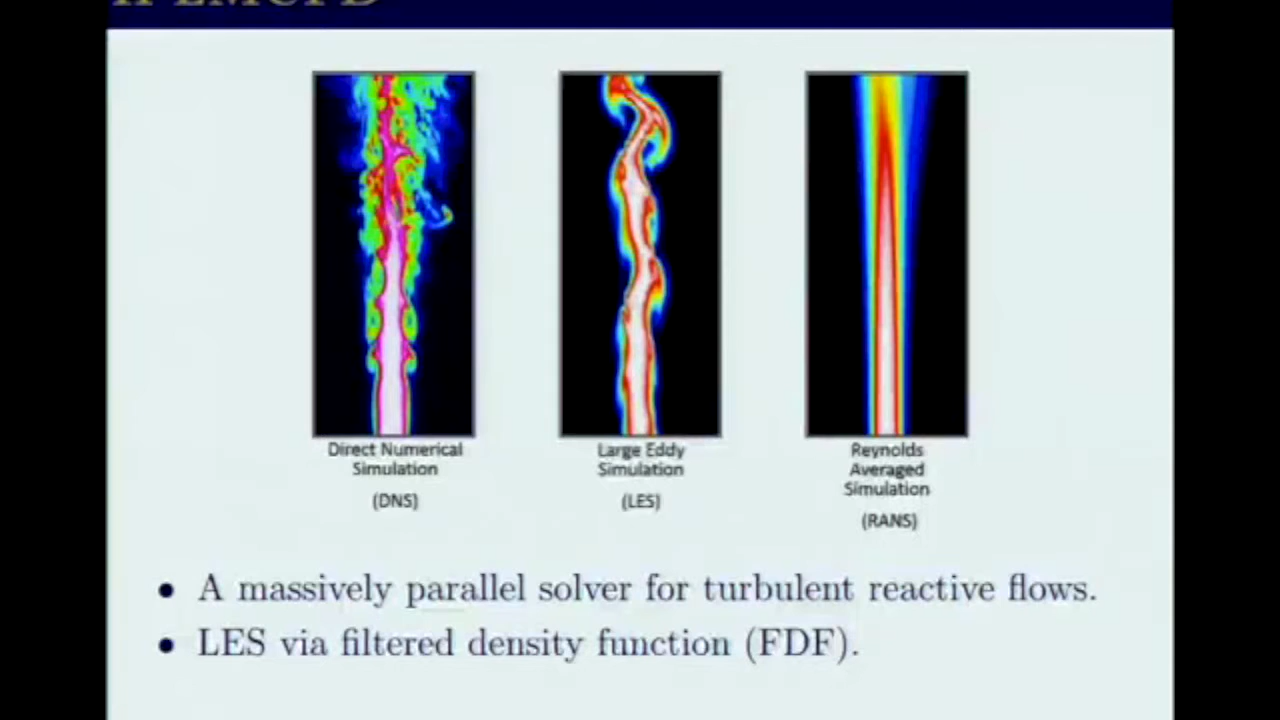 Direct Numerical
Simulation
(DNS)
Large Eddy
Simulation
(LES)
Reynolds
Averaged
Simulation
(RANS)
• A massively parallel solver for turbulent reactive flows.
• LES via filtered density function (FDF).